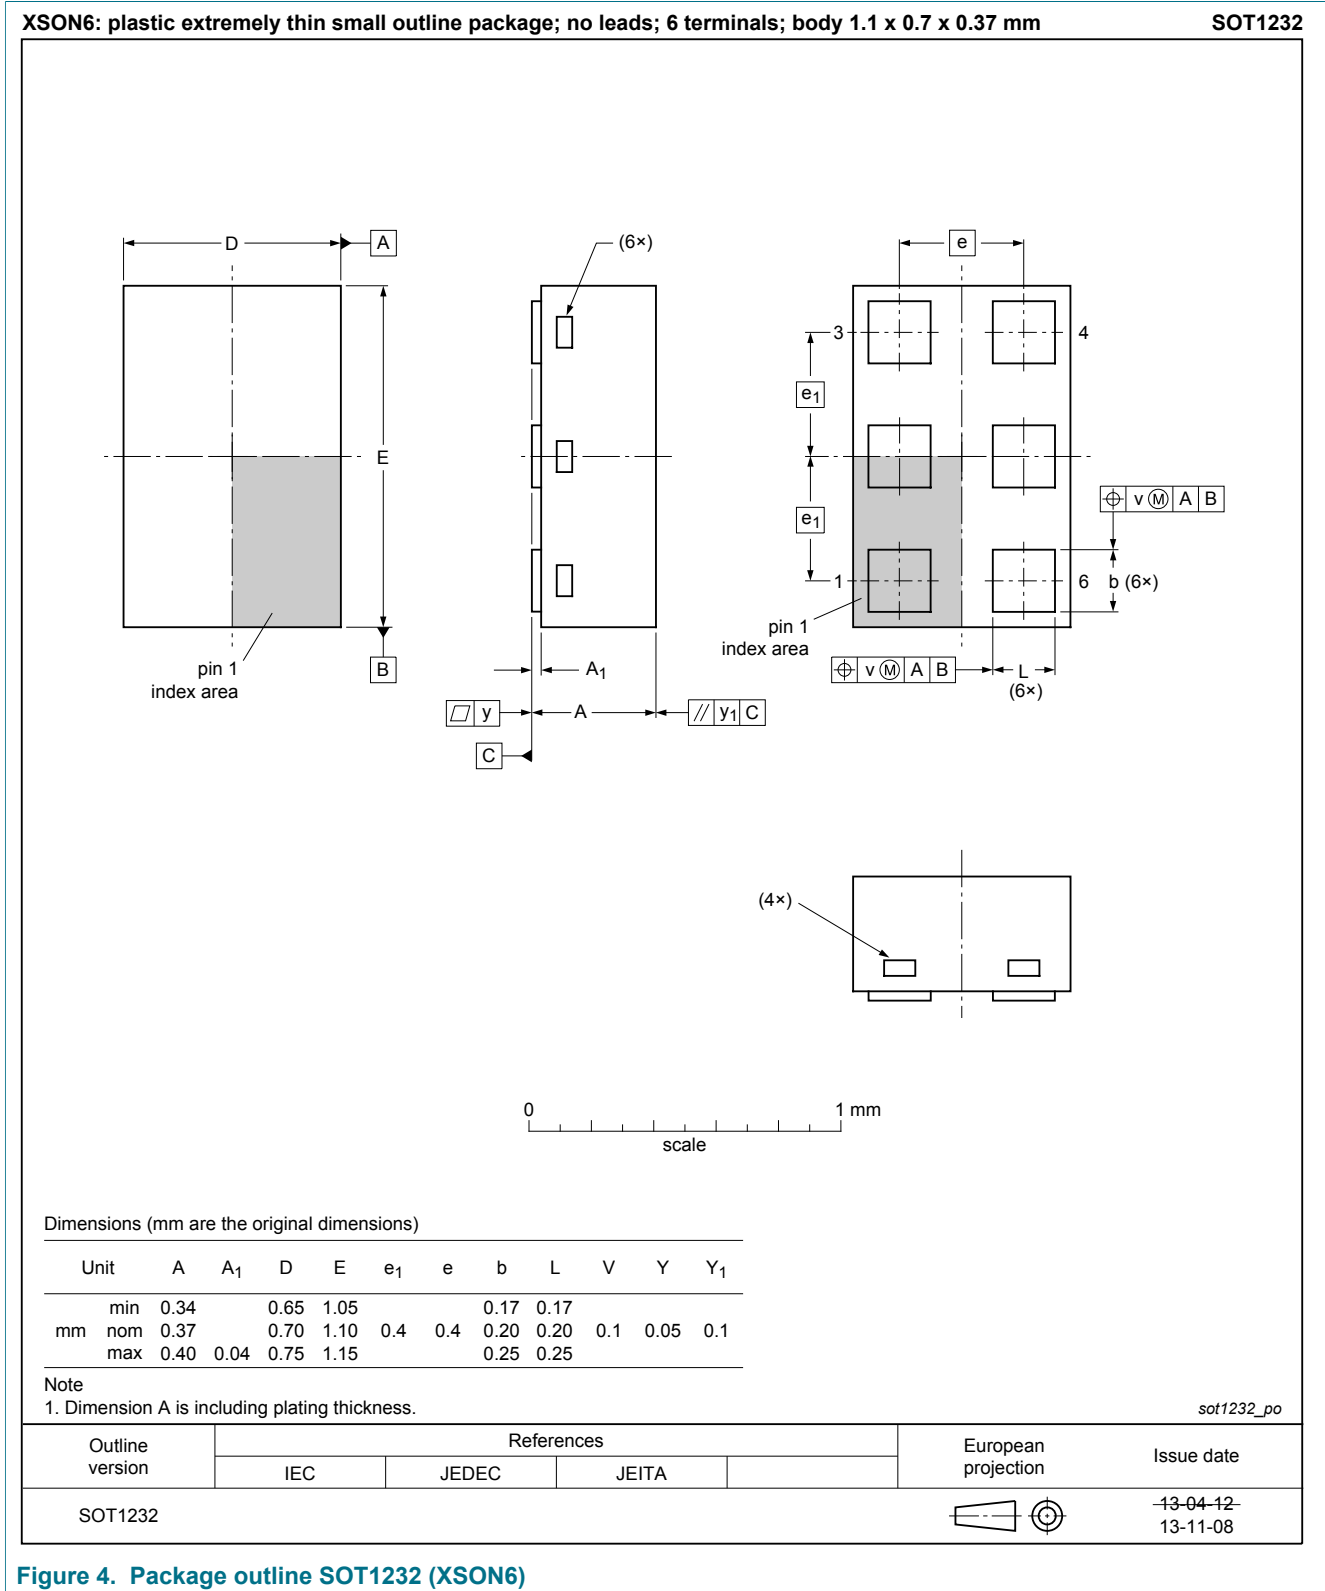 XSON6: plastic extremely thin small outline package; no leads; 6 terminals; body 1.1 x 0.7 x 0.37 mm SOT1232
D A (6×) e
3 4
e1
E
v M A B
e1
1 6 b (6×)
pin 1
index area
B
pin 1
index area
A1
v M A B L
(6×)
y A // y1 C
C
(4×)
0 1 mm
scale
Dimensions (mm are the original dimensions)
Unit A A1 D E e1 e b L V Y Y1
min 0.34 0.65 1.05 0.17 0.17
mm nom 0.37 0.70 1.10 0.4 0.4 0.20 0.20 0.1 0.05 0.1
max 0.40 0.04 0.75 1.15 0.25 0.25
Note
1. Dimension A is including plating thickness.
sot1232_po
Outline version References European projection Issue date
IEC JEDEC JEITA
SOT1232 13-04-12
13-11-08
Figure 4. Package outline SOT1232 (XSON6)